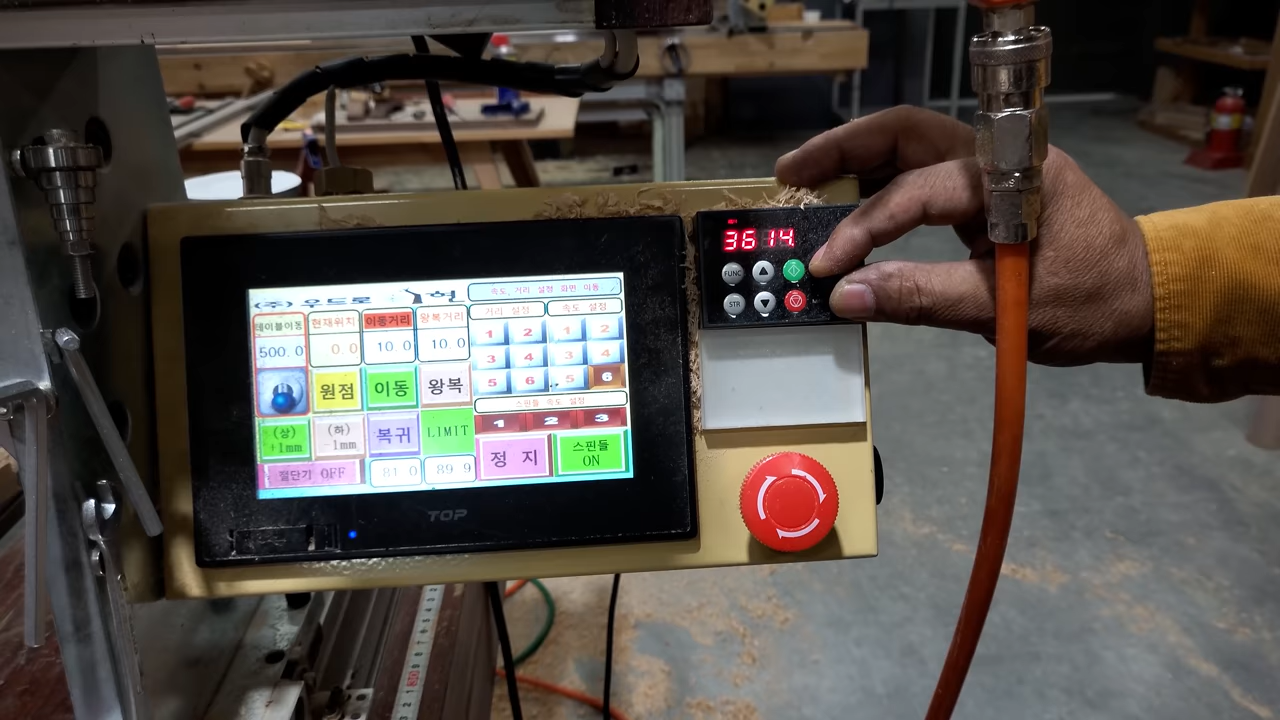 (주) 우드로
속도, 거리 설정 화면 이동
테이블이동 현재위치 이동거리 왕복거리
거리 설정 속도 설정
500.0 0.0 10.0 10.0
1 2 1 2
3 4 3 4
5 6 5 6
원점 이동 왕복
스핀들 속도 설정
1 2 3
(상) +1mm (하) -1mm 복귀 LIMIT
정 지 스핀들 ON
절단기 OFF 81.0 89.9
TOP
3614
FUNC
STR